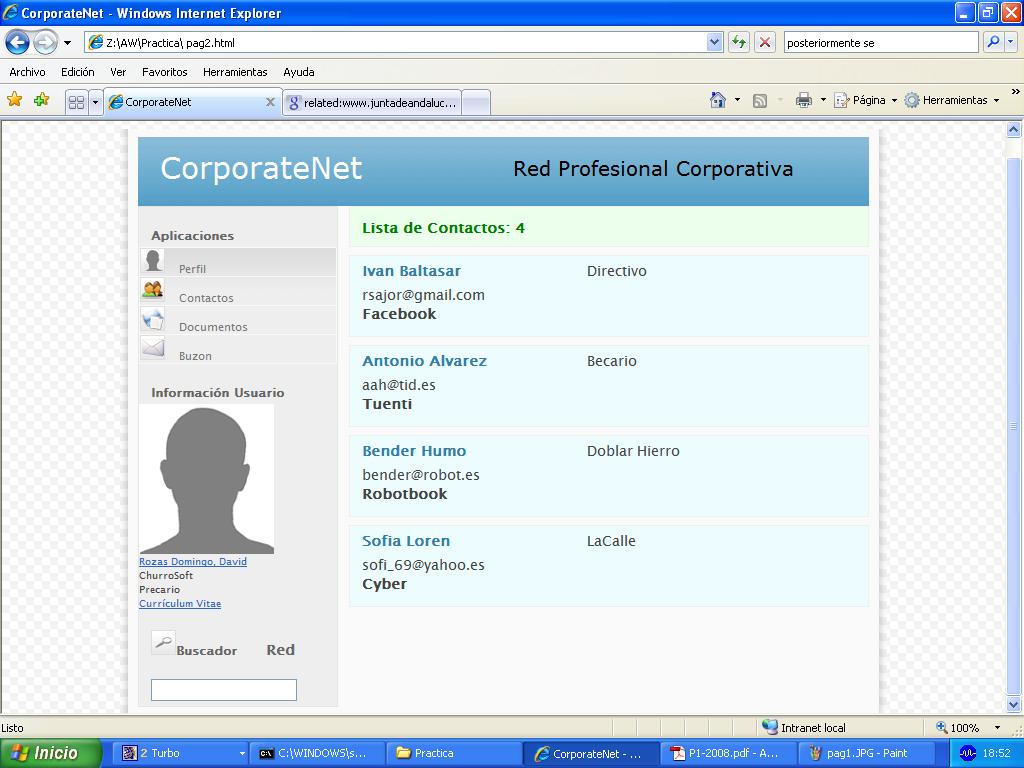 CorporateNet - Windows Internet Explorer
Z:\AW\Practica\ pag2.html
posteriormente se
Archivo Edición Ver Favoritos Herramientas Ayuda
CorporateNet
related:www.juntadeandaluc...
Página
Herramientas
CorporateNet
Red Profesional Corporativa
Aplicaciones
Perfil
Contactos
Documentos
Buzon
Información Usuario
Rozas Domingo, David
ChurroSoft
Precario
Currículum Vitae
Buscador Red
Lista de Contactos: 4
Ivan Baltasar Directivo
rsajor@gmail.com
Facebook
Antonio Alvarez Becario
aah@tid.es
Tuenti
Bender Humo Doblar Hierro
bender@robot.es
Robotbook
Sofia Loren LaCalle
sofi_69@yahoo.es
Cyber
Listo
Intranet local
100%
Inicio
2 Turbo
C:\WINDOWS\s...
Practica
CorporateNet - ...
P1-2008.pdf - A...
pag1.JPG - Paint
18:52